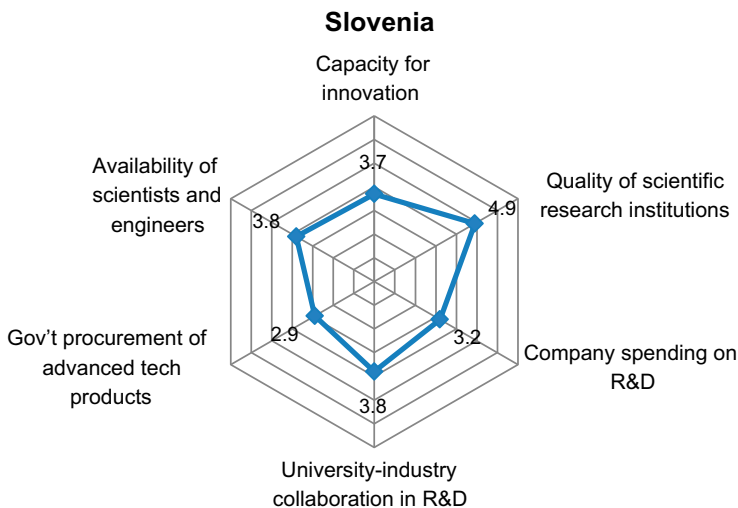 Slovenia
Capacity for
innovation
3.7
Quality of scientific
research institutions
4.9
Company spending on
R&D
3.2
University-industry
collaboration in R&D
3.8
Gov’t procurement of
advanced tech
products
2.9
Availability of
scientists and
engineers
3.8